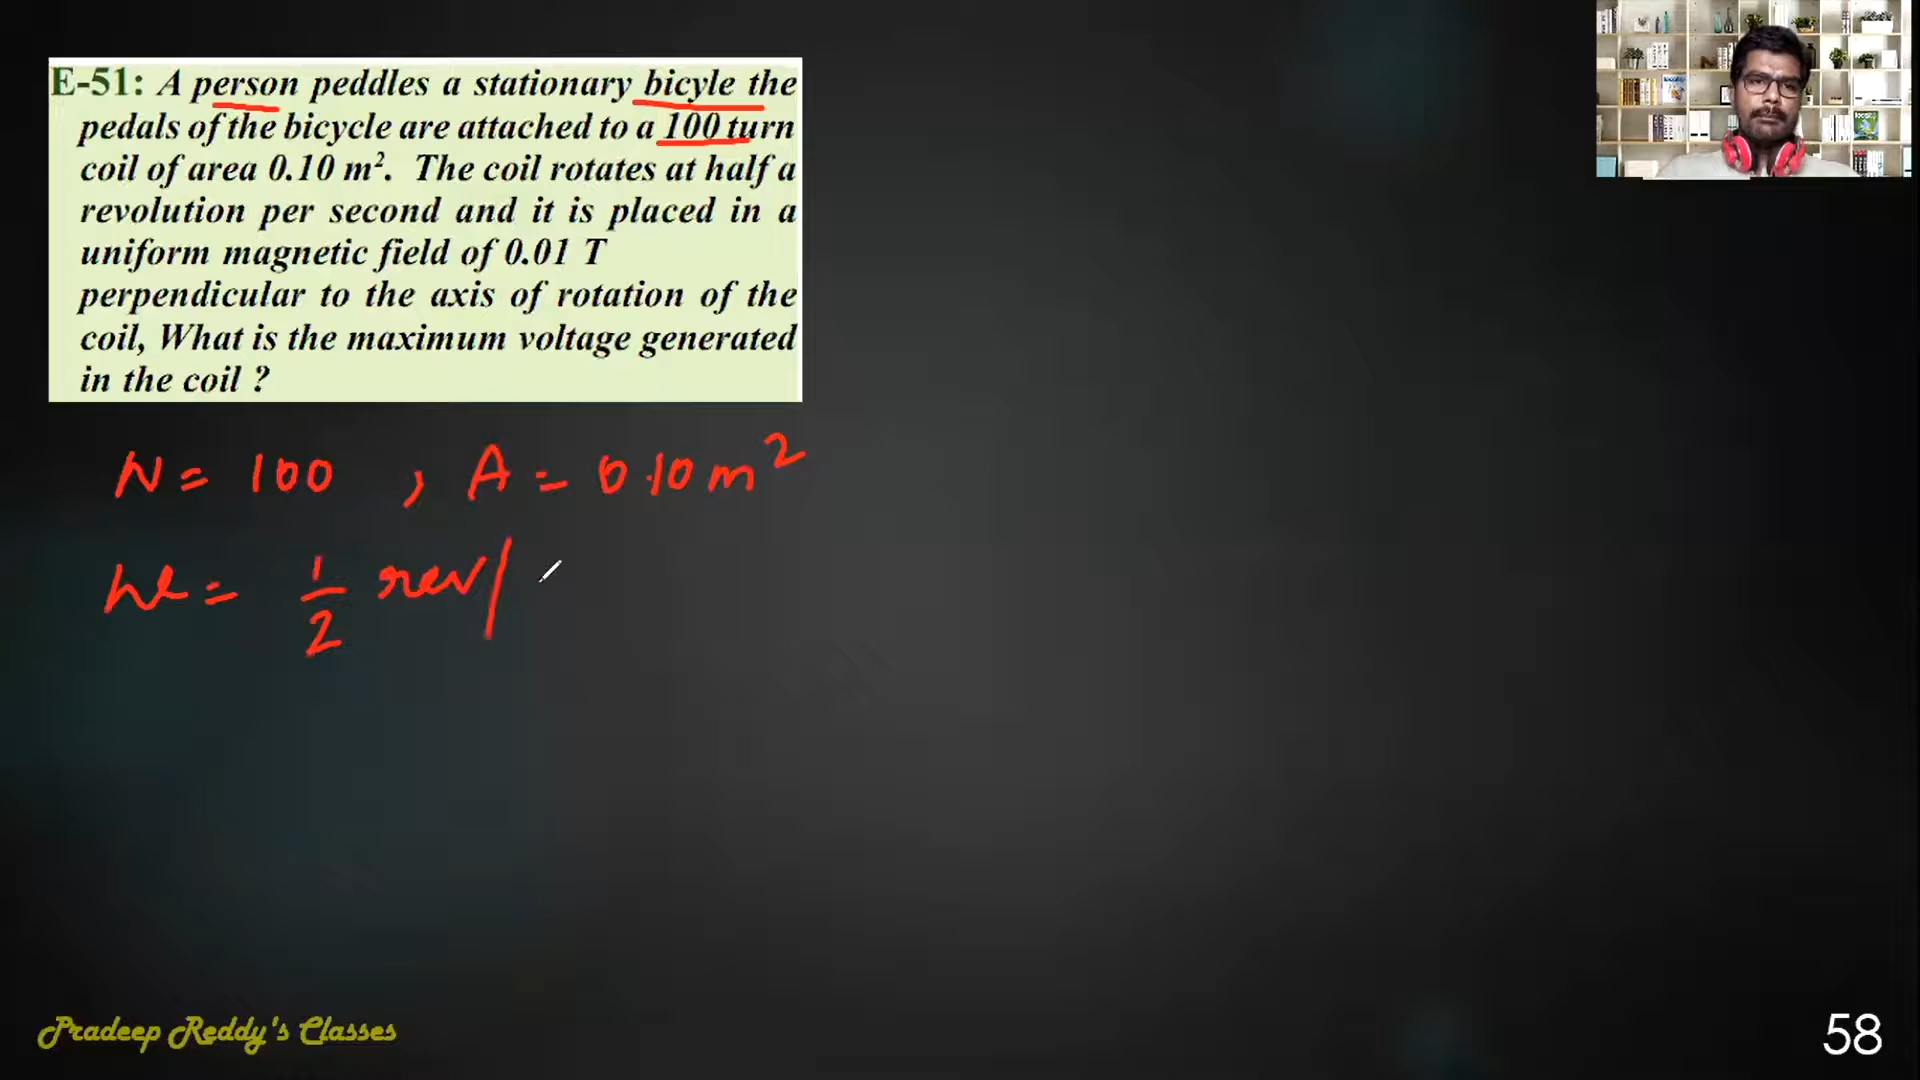 E-51: A person peddles a stationary bicyle the
pedals of the bicycle are attached to a 100 turn
coil of area 0.10 m². The coil rotates at half a
revolution per second and it is placed in a
uniform magnetic field of 0.01 T
perpendicular to the axis of rotation of the
coil, What is the maximum voltage generated
in the coil ?
N = 100 , A = 0.10 m²
= 1/2 rev/
Pradeep Reddy's Classes
58